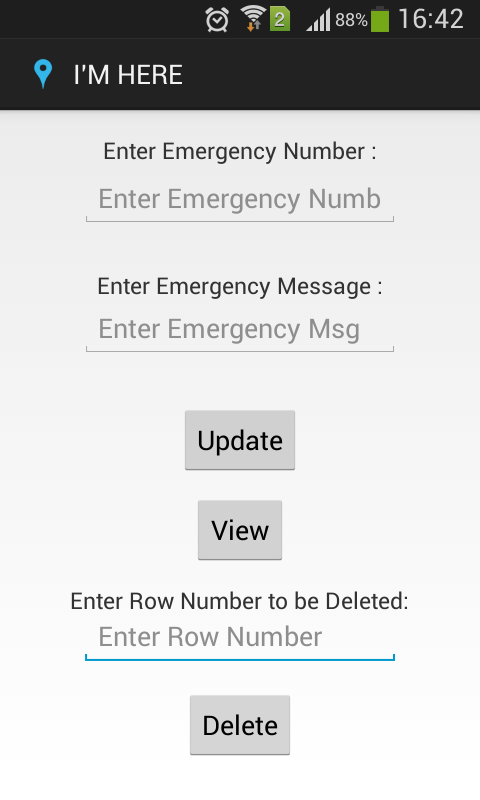 2 88% 16:42
I'M HERE
Enter Emergency Number :
Enter Emergency Numb
Enter Emergency Message :
Enter Emergency Msg
Update
View
Enter Row Number to be Deleted:
Enter Row Number
Delete